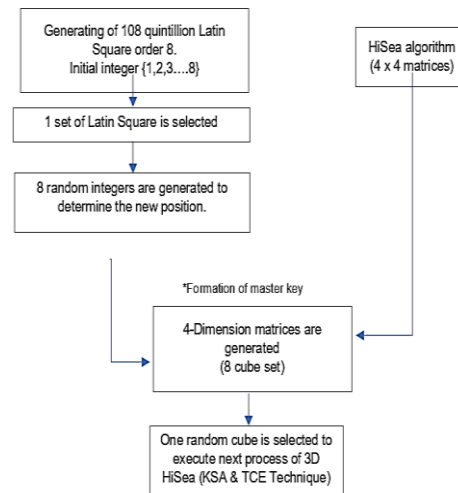 Generating of 108 quintillion Latin
Square order 8.
Initial integer {1,2,3....8}
HiSea algorithm
(4 x 4 matrices)
1 set of Latin Square is selected
8 random integers are generated to
determine the new position.
*Formation of master key
4-Dimension matrices are
generated
(8 cube set)
One random cube is selected to
execute next process of 3D
HiSea (KSA & TCE Technique)